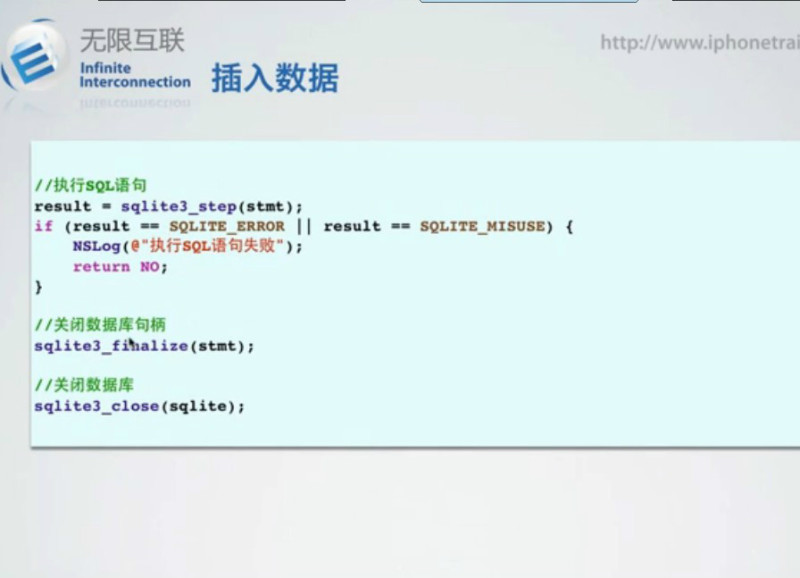 无限互联
Infinite
Interconnection
插入数据
http://www.iphonetrai
//执行SQL语句
result = sqlite3_step(stmt);
if (result == SQLITE_ERROR || result == SQLITE_MISUSE) {
    NSLog(@"执行SQL语句失败");
    return NO;
}
//关闭数据库句柄
sqlite3_finalize(stmt);
//关闭数据库
sqlite3_close(sqlite);